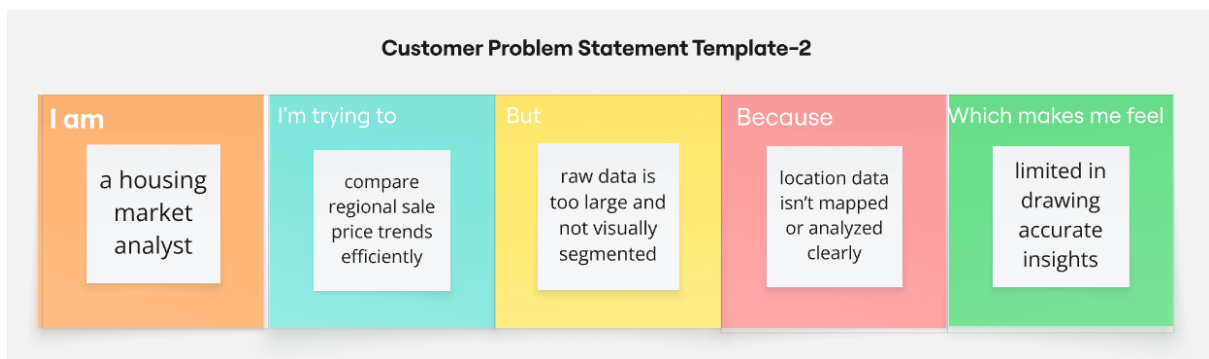 Customer Problem Statement Template-2
I am
a housing
market
analyst
I'm trying to
compare
regional sale
price trends
efficiently
But
raw data is
too large and
not visually
segmented
Because
location data
isn’t mapped
or analyzed
clearly
Which makes me feel
limited in
drawing
accurate
insights